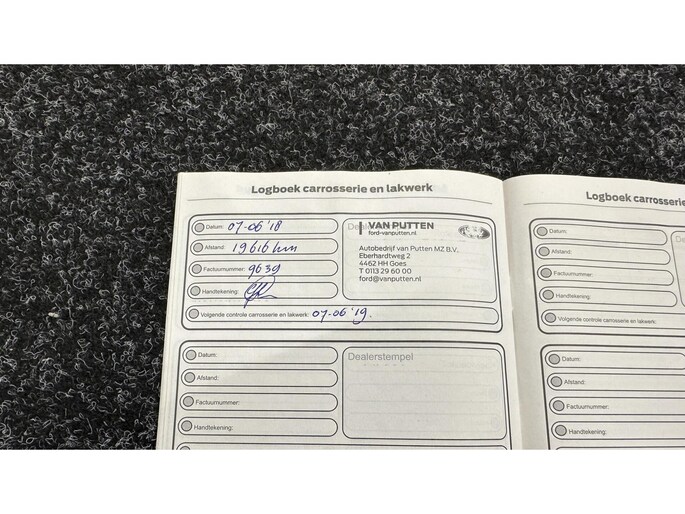 Logboek carrosserie en lakwerk
Datum: 07-06 '18
Afstand: 19616 km
Factuurnummer: 9639
Handtekening:
VAN PUTTEN
ford-vanputten.nl
Autobedrijf van Putten MZ B.V.
Eberhardtweg 2
4462 HH Goes
T 0113 29 60 00
ford@vanputten.nl
Volgende controle carrosserie en lakwerk: 07-06 '19.
Datum:
Afstand:
Factuurnummer:
Handtekening:
Dealerstempel
Logboek carrosserie
Datum:
Afstand:
Factuurnummer:
Handtekening:
Volgende controle carrosserie en lakwerk:
Datum:
Afstand:
Factuurnummer:
Handtekening: